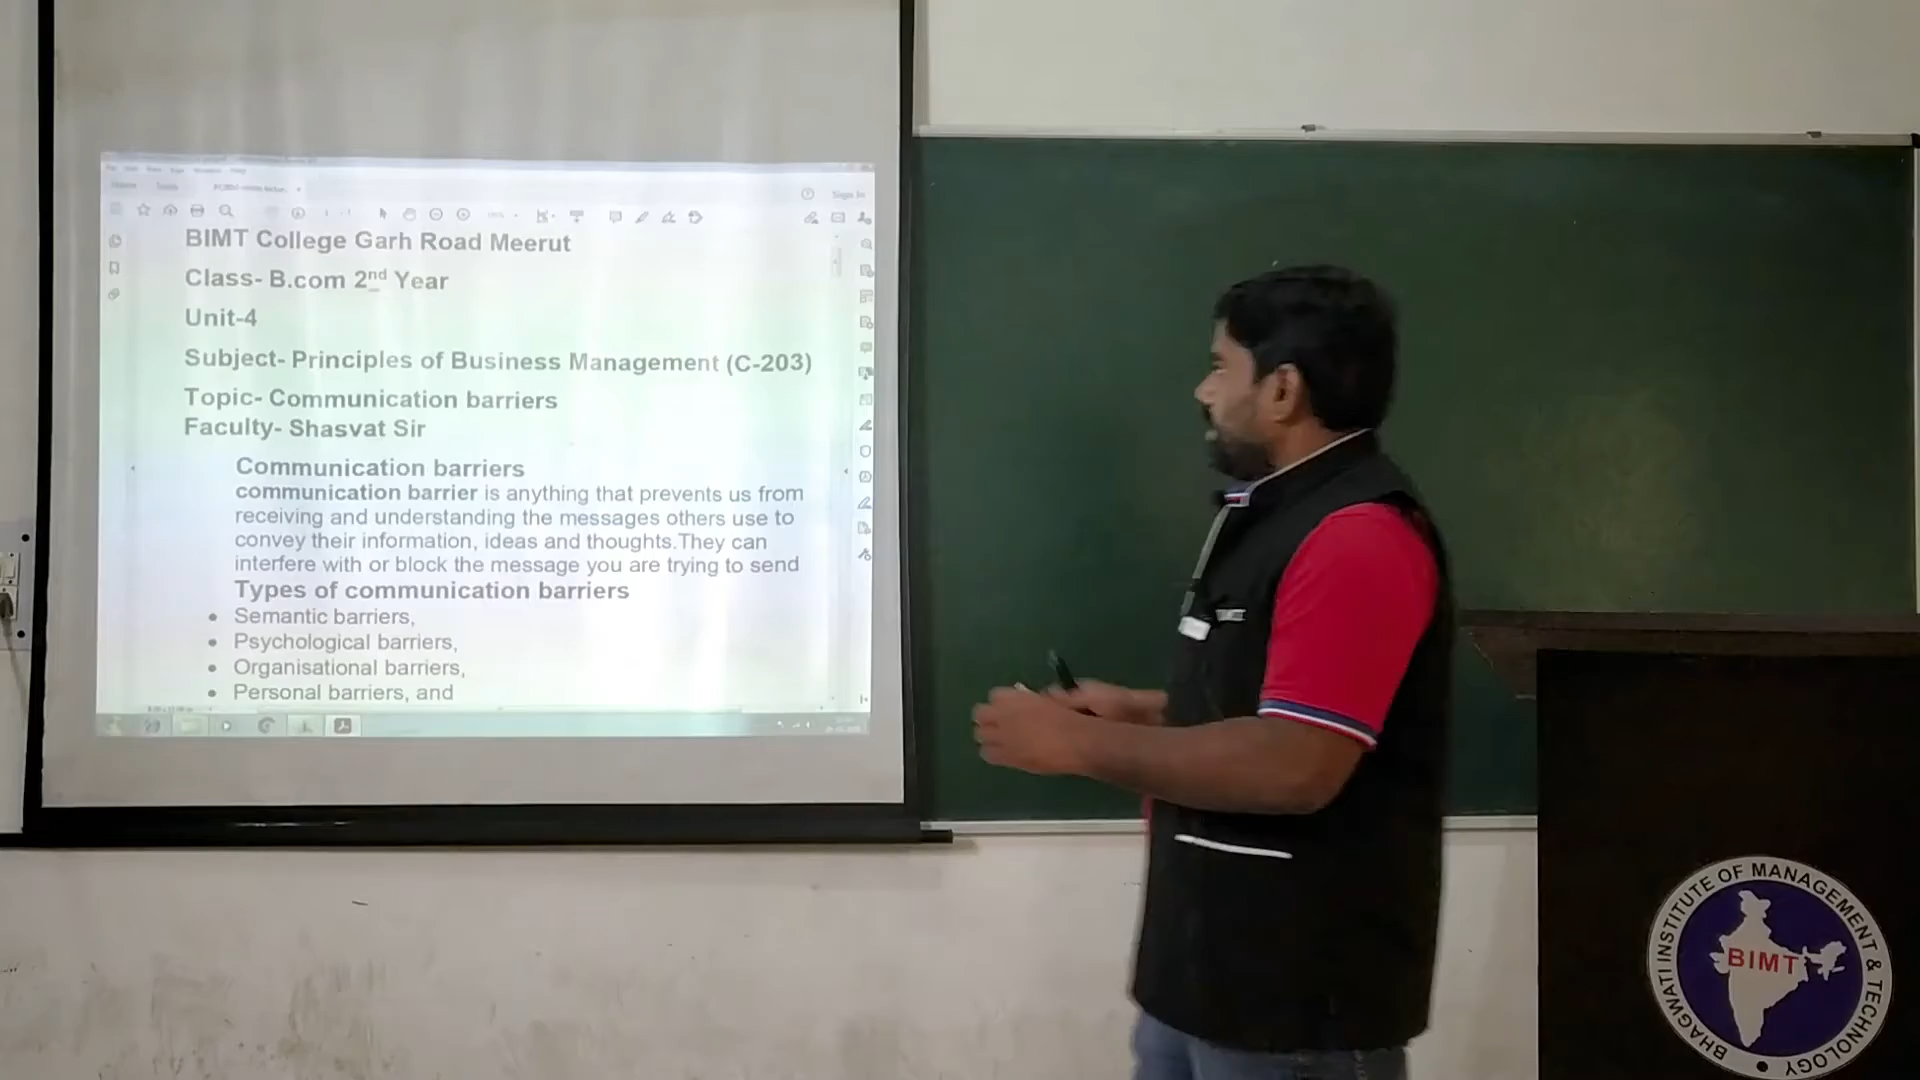 Sign In
BIMT College Garh Road Meerut
Class- B.com 2nd Year
Unit-4
Subject- Principles of Business Management (C-203)
Topic- Communication barriers
Faculty- Shasvat Sir
Communication barriers
communication barrier is anything that prevents us from
receiving and understanding the messages others use to
convey their information, ideas and thoughts.They can
interfere with or block the message you are trying to send
Types of communication barriers
• Semantic barriers,
• Psychological barriers,
• Organisational barriers,
• Personal barriers, and
BHAGWATI INSTITUTE OF MANAGEMENT & TECHNOLOGY
BIMT